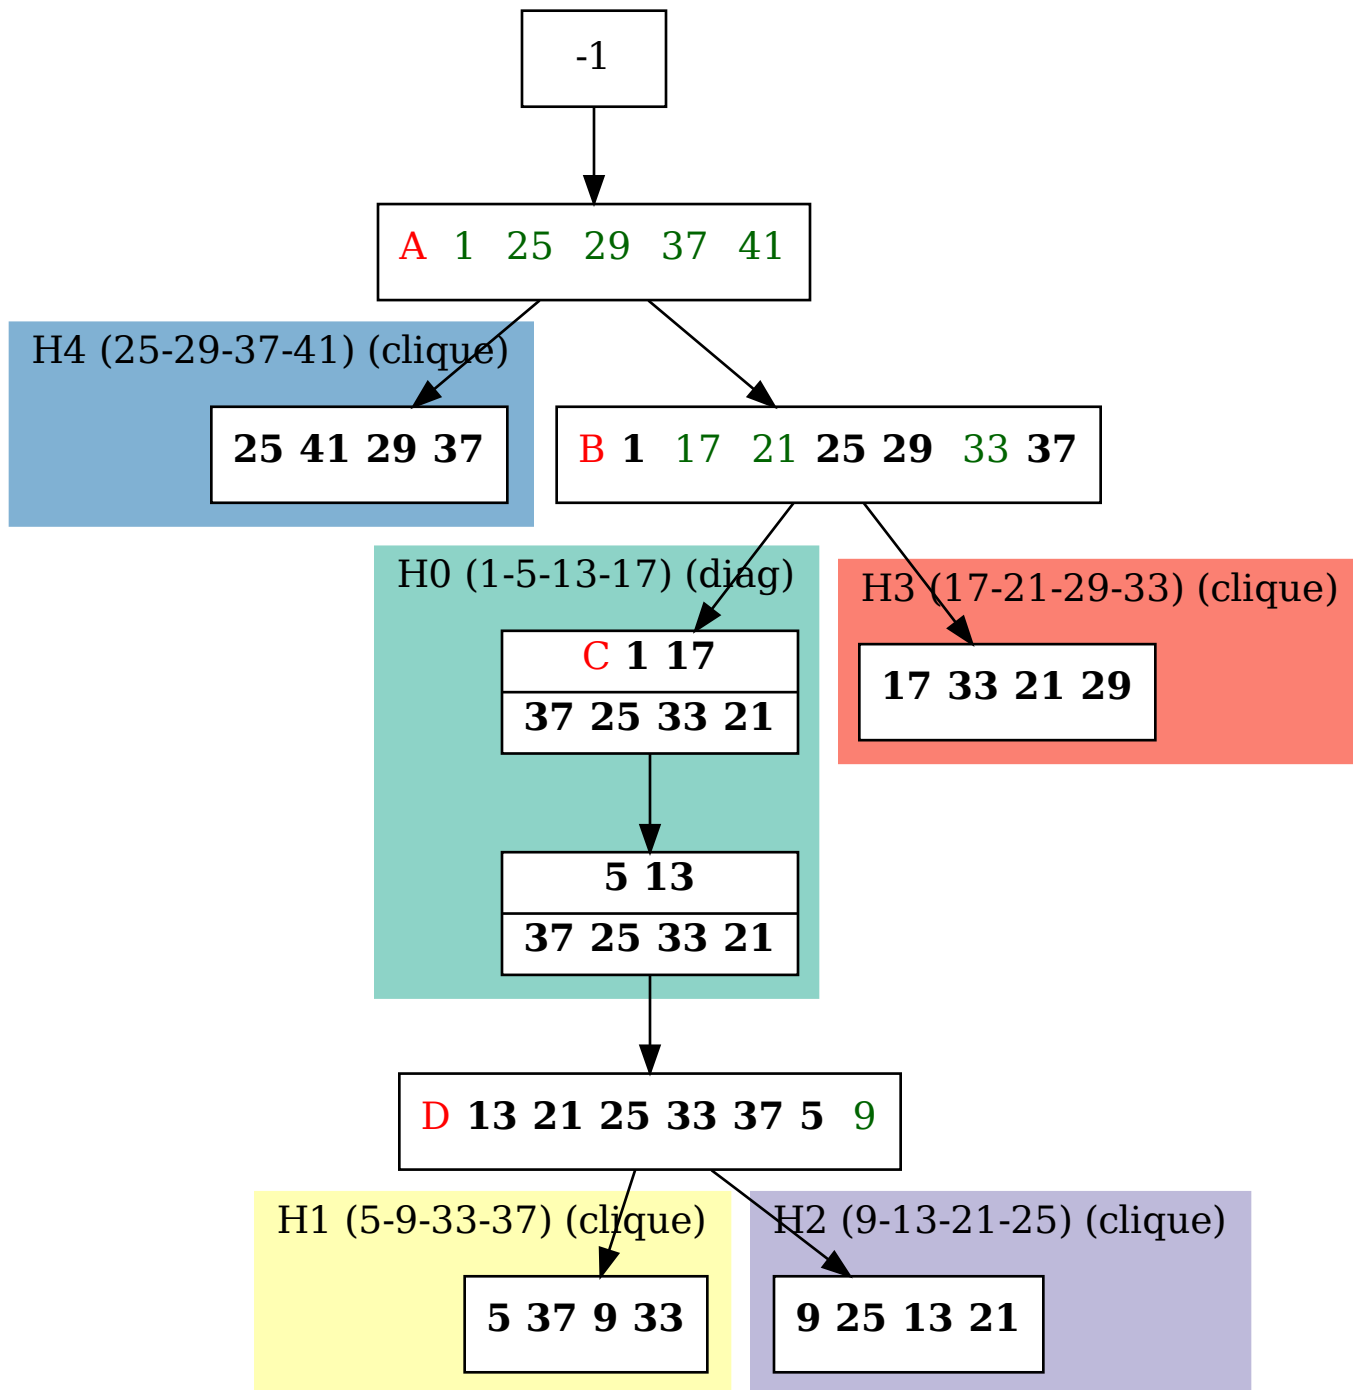 -1
A 1 25 29 37 41
H4 (25-29-37-41) (clique)
25 41 29 37
B 1 17 21 25 29 33 37
H0 (1-5-13-17) (diag)
H3 (17-21-29-33) (clique)
C 1 17
37 25 33 21
17 33 21 29
5 13
37 25 33 21
D 13 21 25 33 37 5 9
H1 (5-9-33-37) (clique)
H2 (9-13-21-25) (clique)
5 37 9 33
9 25 13 21